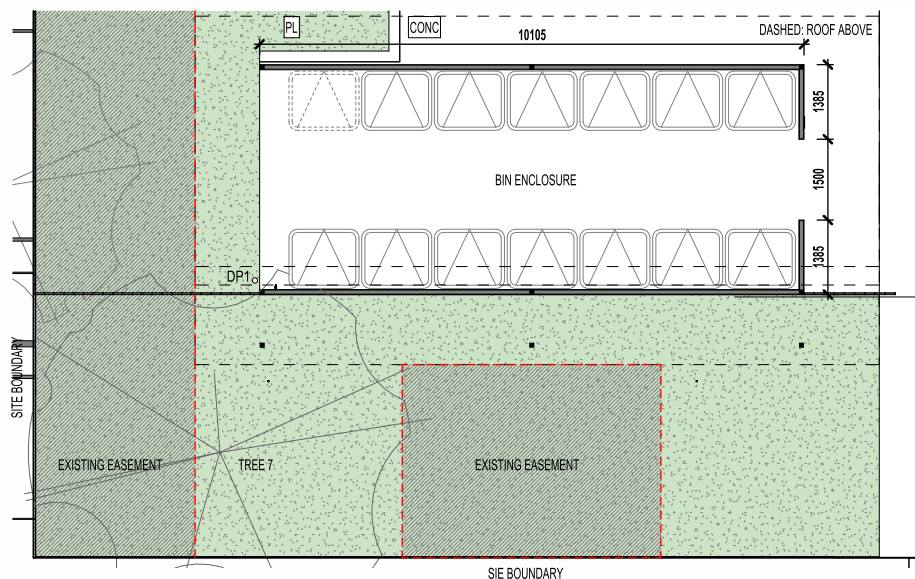 PL
CONC
10105
DASHED: ROOF ABOVE
1385
BIN ENCLOSURE
1500
1385
DP1
SITE BOUNDARY
EXISTING EASEMENT
TREE 7
EXISTING EASEMENT
SIE BOUNDARY